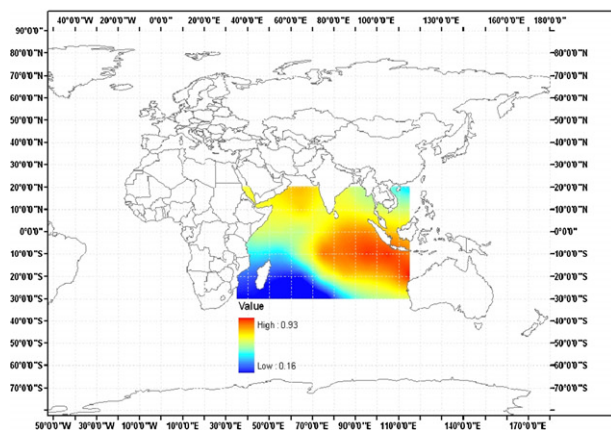 40°0'0"W 20°0'0"W 0°0'0" 20°0'0"E 40°0'0"E 60°0'0"E 80°0'0"E 100°0'0"E 130°0'0"E 150°0'0"E 180°0'0"
90°0'0"N
80°0'0"N 80°0'0"N
70°0'0"N 70°0'0"N
60°0'0"N 60°0'0"N
50°0'0"N 50°0'0"N
40°0'0"N 40°0'0"N
30°0'0"N 30°0'0"N
20°0'0"N 20°0'0"N
10°0'0"N 10°0'0"N
0°0'0" 0°0'0"
10°0'0"S 10°0'0"S
20°0'0"S 20°0'0"S
30°0'0"S 30°0'0"S
Value
40°0'0"S 40°0'0"S
High : 0.93
50°0'0"S 50°0'0"S
60°0'0"S 60°0'0"S
Low : 0.16
70°0'0"S 70°0'0"S
50°0'0"W 30°0'0"W 10°0'0"W 10°0'0"E 30°0'0"E 50°0'0"E 70°0'0"E 90°0'0"E 110°0'0"E 140°0'0"E 170°0'0"E